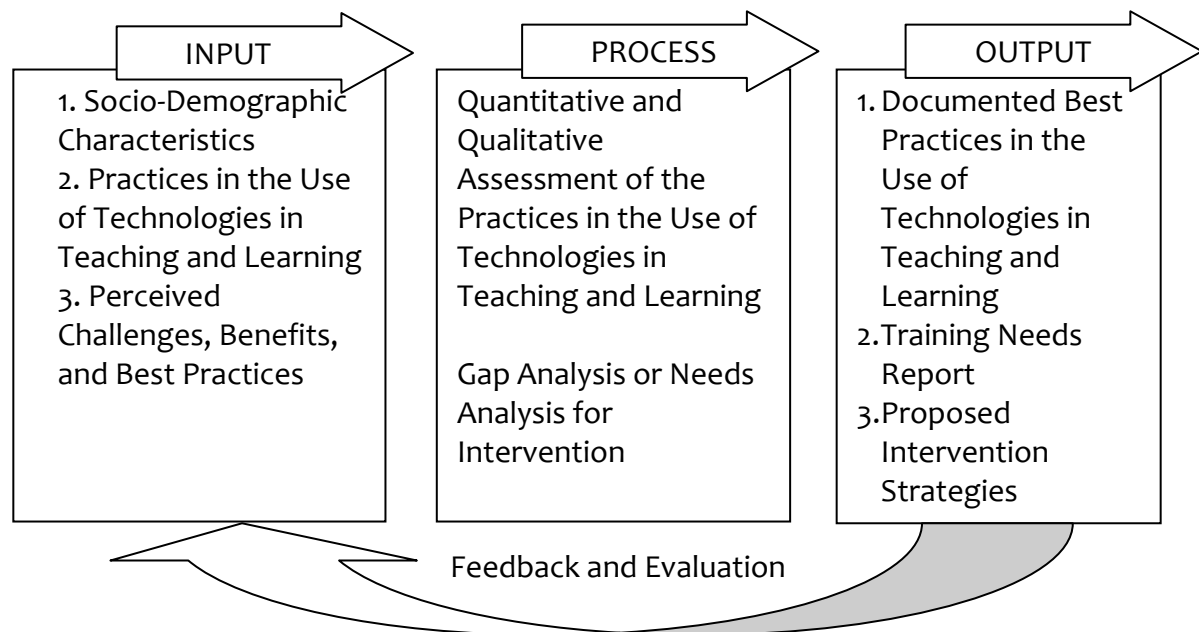 INPUT
1. Socio-Demographic
Characteristics
2. Practices in the Use
of Technologies in
Teaching and Learning
3. Perceived
Challenges, Benefits,
and Best Practices
PROCESS
Quantitative and
Qualitative
Assessment of the
Practices in the Use of
Technologies in
Teaching and Learning
Gap Analysis or Needs
Analysis for
Intervention
OUTPUT
1. Documented Best
Practices in the
Use of
Technologies in
Teaching and
Learning
2.Training Needs
Report
3.Proposed
Intervention
Strategies
Feedback and Evaluation